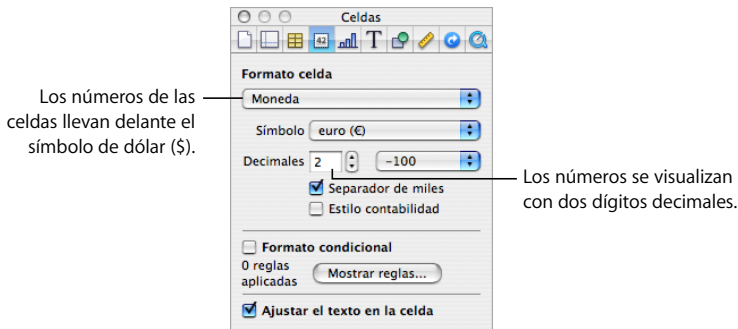 Celdas
42
T
Formato celda
Moneda
Símbolo euro (€)
Decimales 2 -100
Separador de miles
Estilo contabilidad
Formato condicional
0 reglas
aplicadas
Mostrar reglas...
Ajustar el texto en la celda
Los números de las
celdas llevan delante el
símbolo de dólar ($).
Los números se visualizan
con dos dígitos decimales.